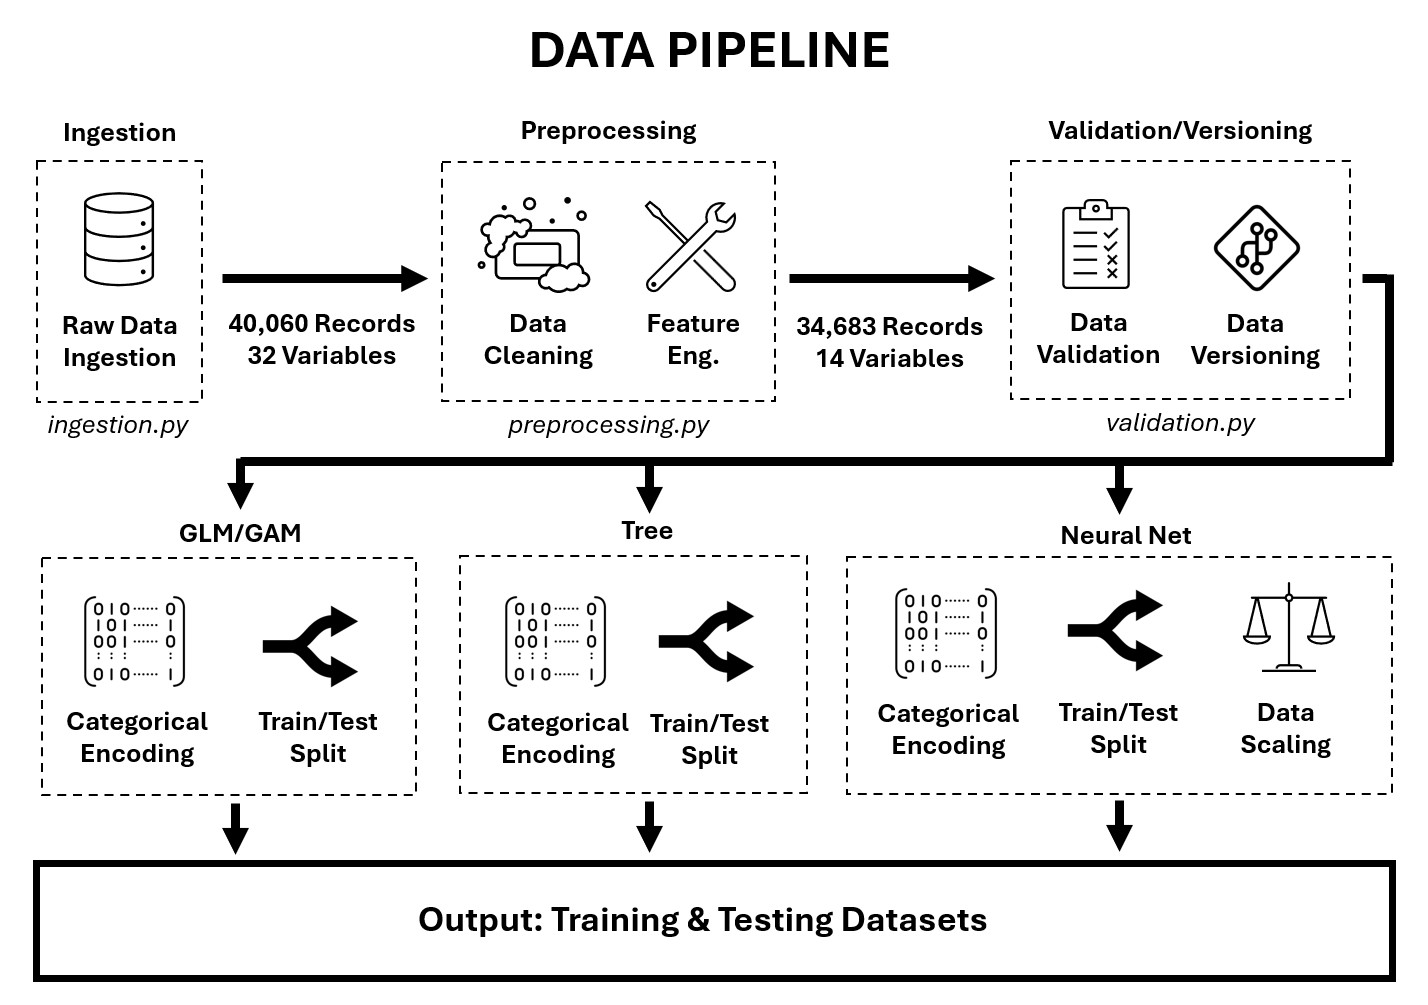 DATA PIPELINE
Ingestion
Preprocessing
Validation/Versioning
Raw Data
Ingestion
40,060 Records
32 Variables
Data
Cleaning
Feature
Eng.
34,683 Records
14 Variables
Data
Validation
Data
Versioning
ingestion.py
preprocessing.py
validation.py
GLM/GAM
Tree
Neural Net
Categorical
Encoding
Train/Test
Split
Categorical
Encoding
Train/Test
Split
Categorical
Encoding
Train/Test
Split
Data
Scaling
Output: Training & Testing Datasets